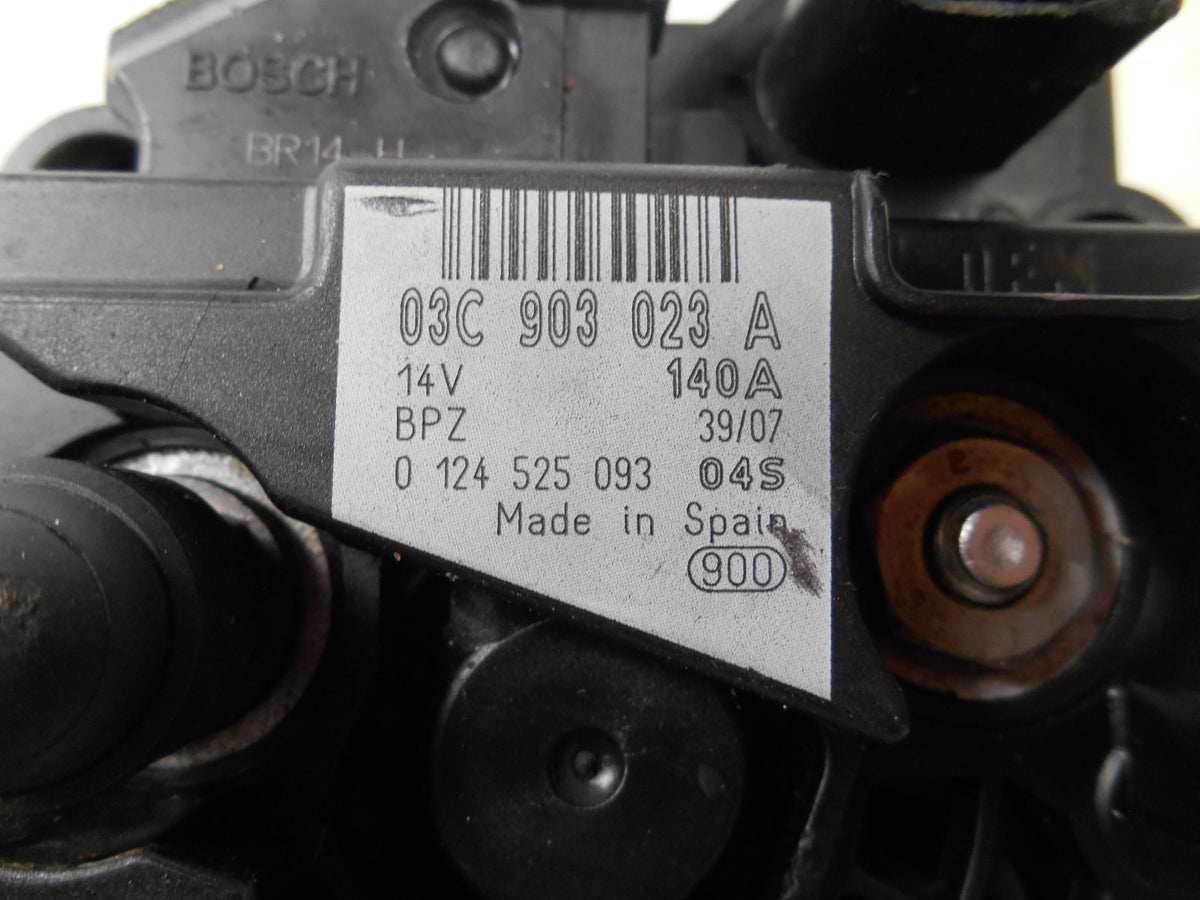 BOSCH
BR14-H
03C 903 023 A
14V 140A
BPZ 39/07
0 124 525 093 04S
Made in Spain
900